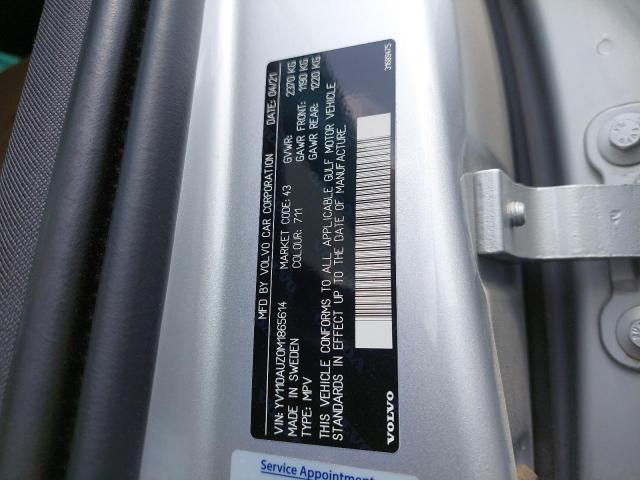 MFD BY VOLVO CAR CORPORATION DATE: 04/21
GVWR: 2370 KG
MARKET CODE: 43 GAWR FRONT: 1190 KG
COLOUR: 711 GAWR REAR: 1220 KG
VIN: YV110AUZ0M1865614
MADE IN SWEDEN
TYPE: MPV
THIS VEHICLE CONFORMS TO ALL APPLICABLE GULF MOTOR VEHICLE
STANDARDS IN EFFECT UP TO THE DATE OF MANUFACTURE.
VOLVO
31689475
Service Appointment